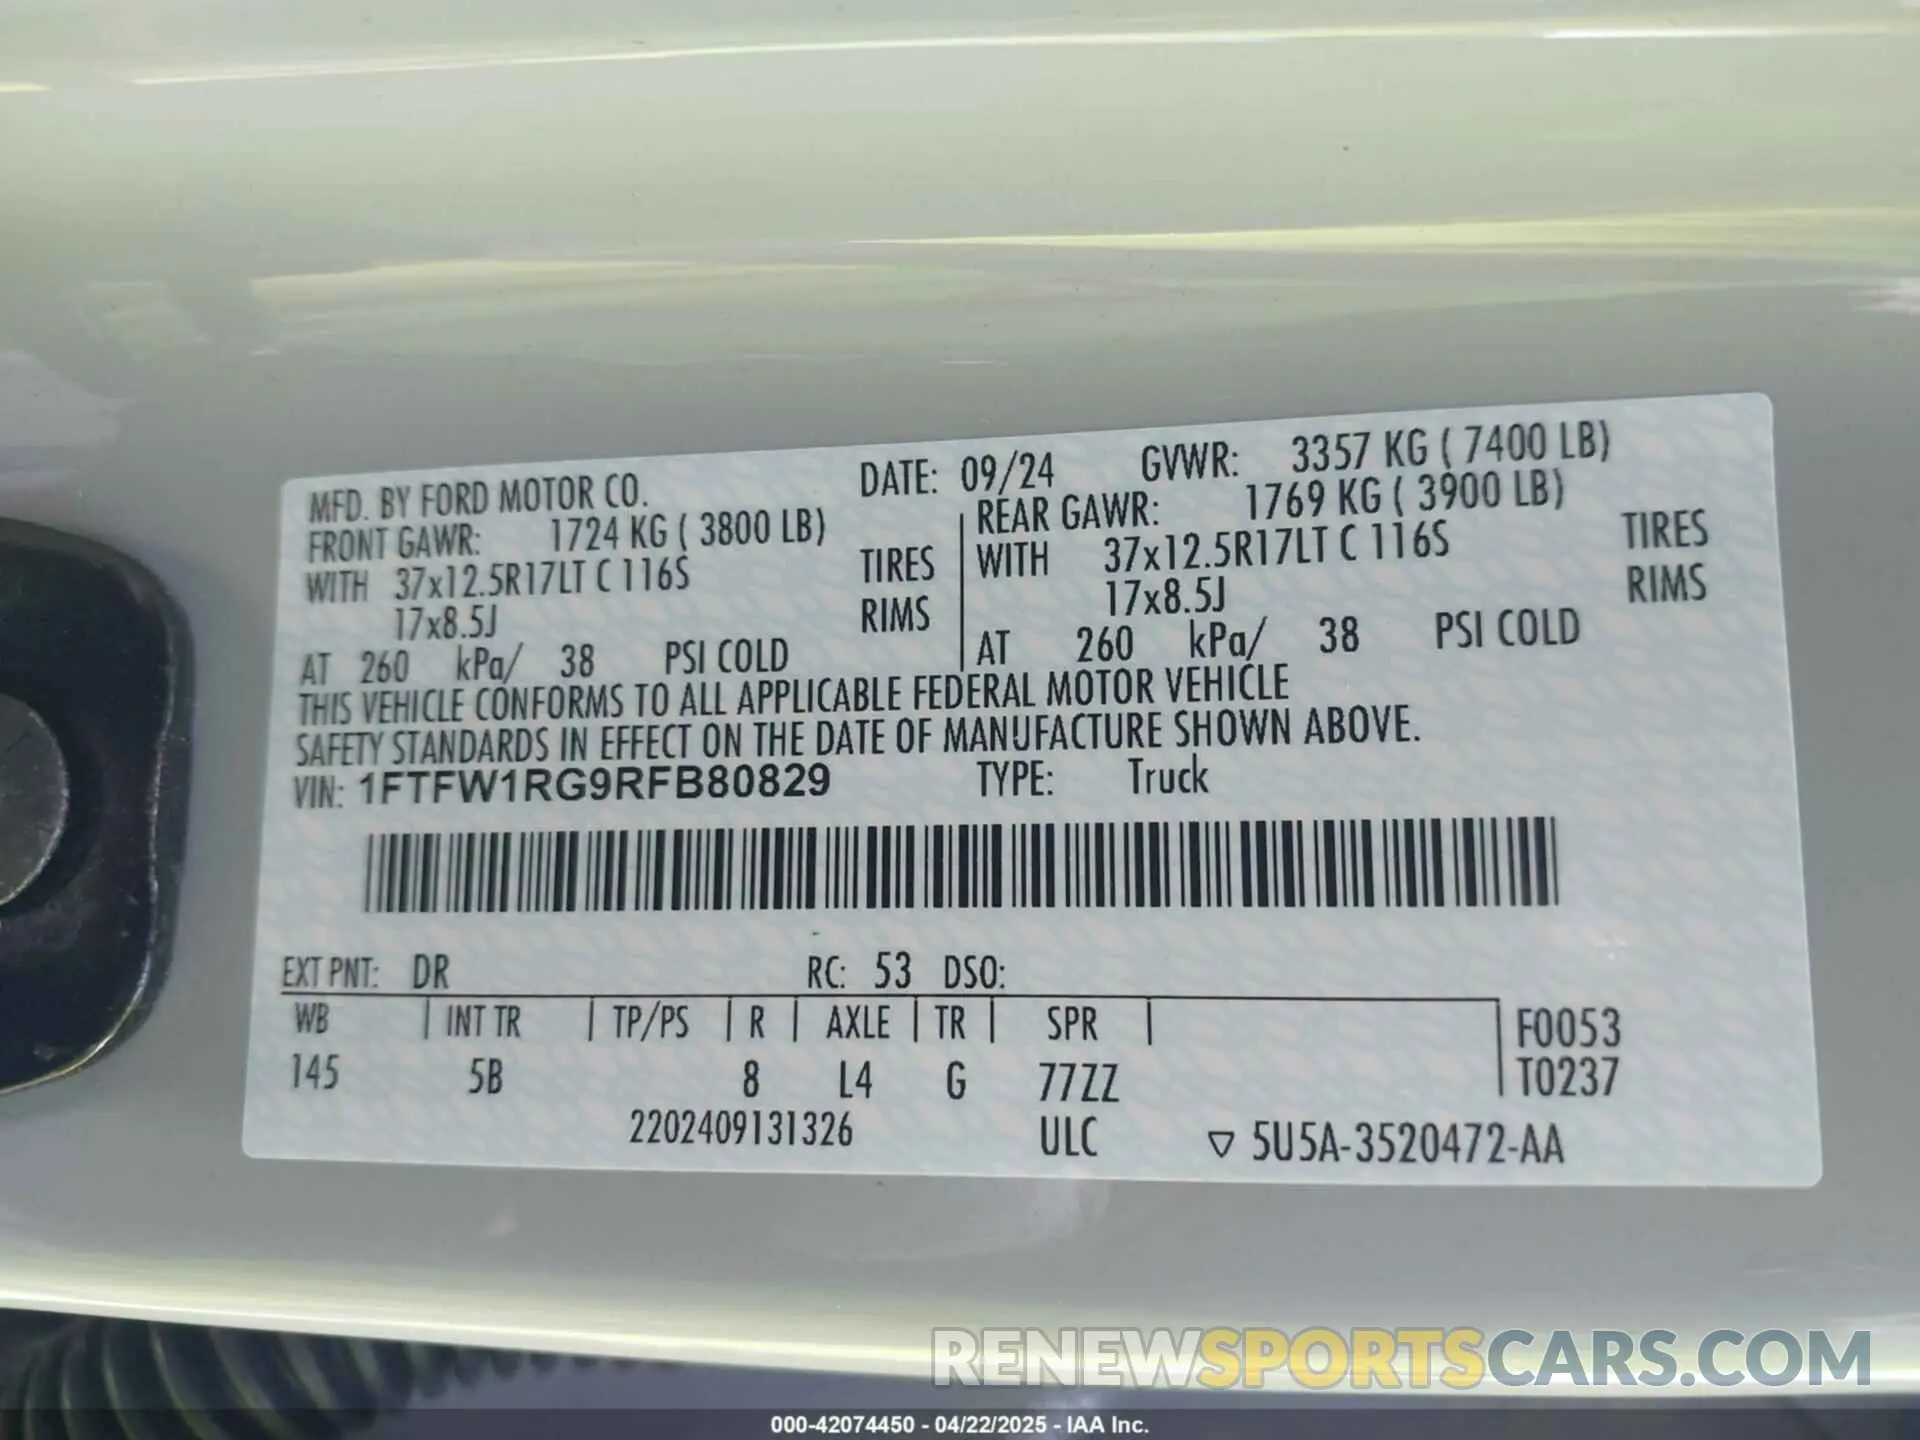 MFD. BY FORD MOTOR CO. DATE: 09/24 GVWR: 3357 KG ( 7400 LB)
FRONT GAWR: 1724 KG ( 3800 LB) REAR GAWR: 1769 KG ( 3900 LB)
WITH 37x12.5R17LT C 116S TIRES WITH 37x12.5R17LT C 116S TIRES
17x8.5J RIMS 17x8.5J RIMS
AT 260 kPa/ 38 PSI COLD AT 260 kPa/ 38 PSI COLD
THIS VEHICLE CONFORMS TO ALL APPLICABLE FEDERAL MOTOR VEHICLE
SAFETY STANDARDS IN EFFECT ON THE DATE OF MANUFACTURE SHOWN ABOVE.
VIN: 1FTFW1RG9RFB80829 TYPE: Truck
EXT PNT: DR RC: 53 DSO:
WB INT TR TP/PS R AXLE TR SPR F0053
145 5B 8 L4 G 77ZZ T0237
2202409131326 ULC ▽ 5U5A-3520472-AA
RENEWSPORTSCARS.COM
000-42074450 - 04/22/2025 - IAA Inc.